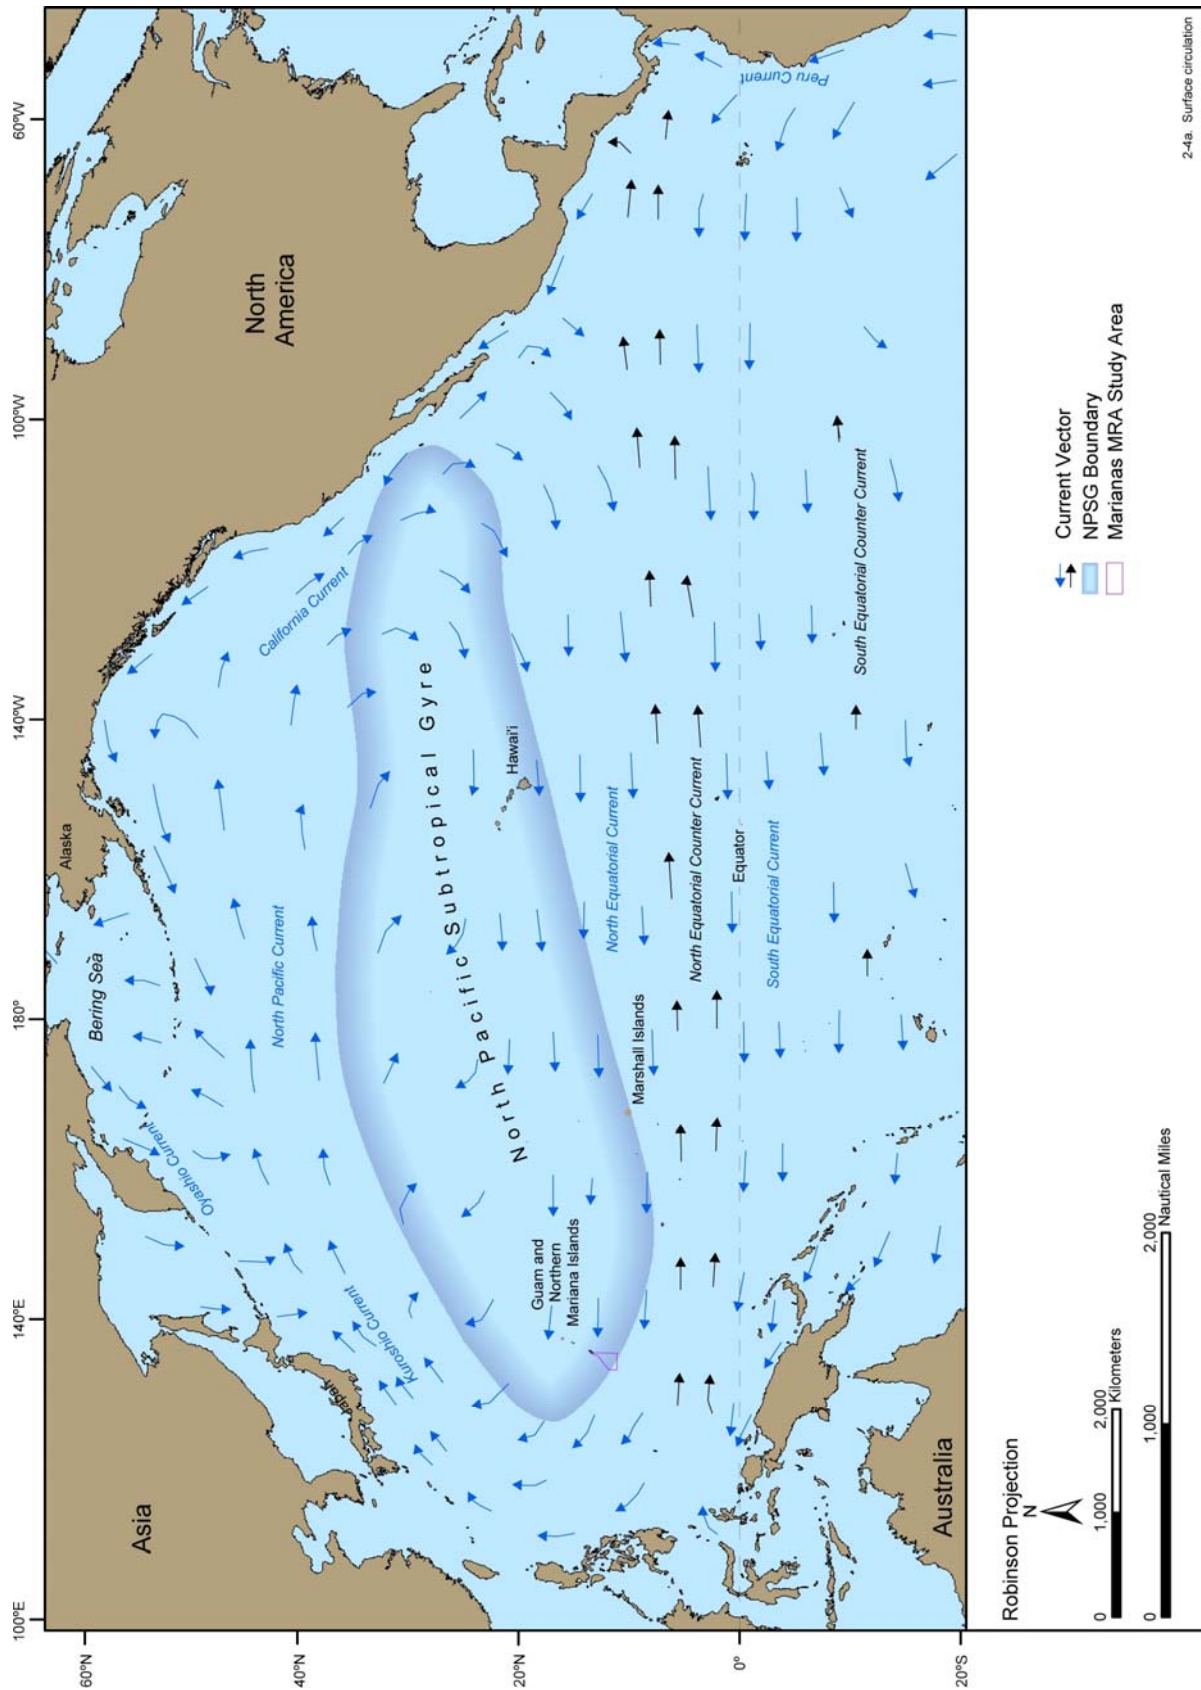 100°E
140°E
180°
140°W
100°W
60°W
60°N
40°N
20°N
0°
20°S
Asia
Alaska
North
America
Bering Sea
Oyashio Current
North Pacific Current
California Current
Kuroshio Current
Japan
North Pacific Subtropical Gyre
Hawai'i
Guam and
Northern
Mariana Islands
Marshall Islands
North Equatorial Current
North Equatorial Counter Current
Equator
South Equatorial Current
South Equatorial Counter Current
Peru Current
Australia
Robinson Projection
N
0 1,000 2,000
Kilometers
0 1,000 2,000
Nautical Miles
Current Vector
NPSG Boundary
Marianas MRA Study Area
2-4a. Surface circulation